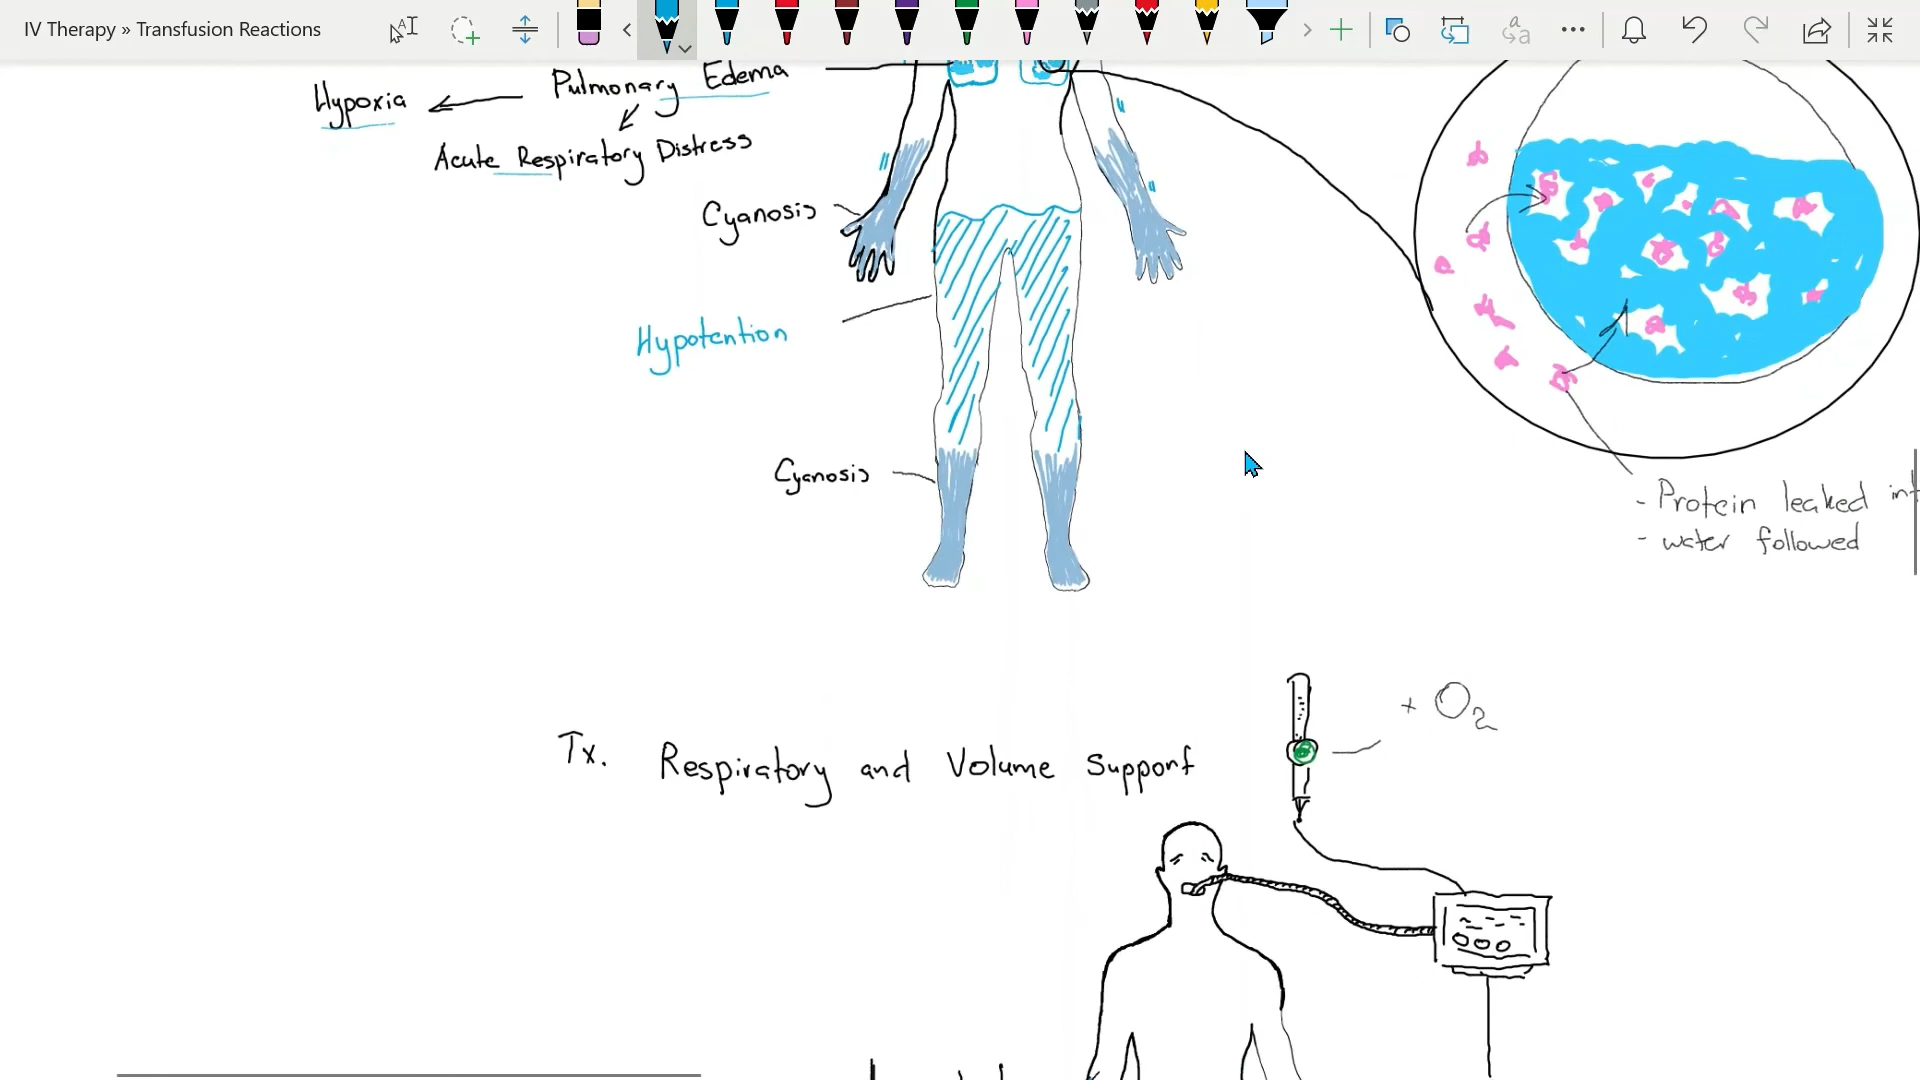 IV Therapy » Transfusion Reactions
Pulmonary Edema
Hypoxia
Acute Respiratory Distress
Cyanosis
Hypotention
Cyanosis
- Protein leaked
- water followed
+ O2
Tx. Respiratory and Volume Support